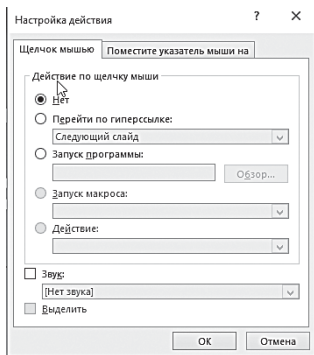 Настройка действия ? ×
Щелчок мышью Поместите указатель мыши на
Действие по щелчку мыши
Нет
Перейти по гиперссылке:
Следующий слайд
Запуск программы:
Обзор...
Запуск макроса:
Действие:
Звук:
[Нет звука]
Выделить
ОК Отмена